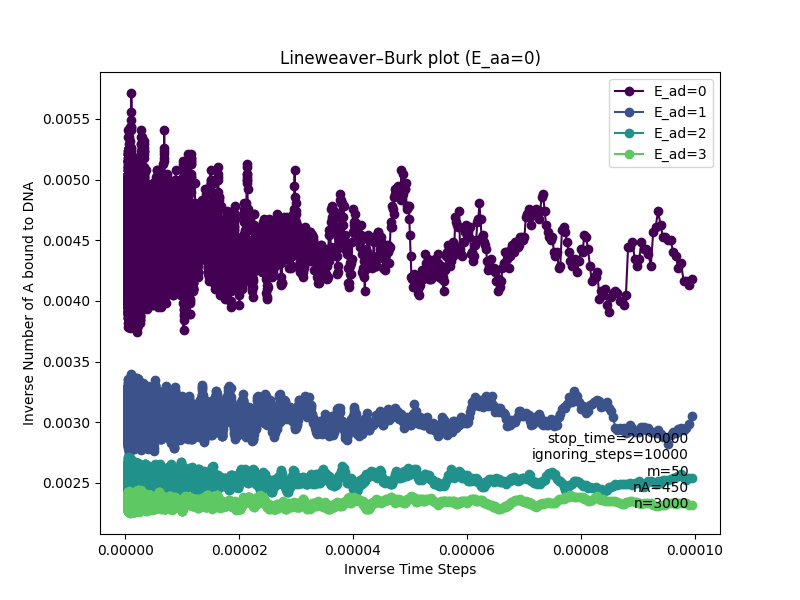 Lineweaver–Burk plot (E_aa=0)
E_ad=0
E_ad=1
E_ad=2
E_ad=3
Inverse Number of A bound to DNA
0.0055
0.0050
0.0045
0.0040
0.0035
0.0030
0.0025
stop_time=2000000
ignoring_steps=10000
m=50
nA=450
n=3000
0.00000
0.00002
0.00004
0.00006
0.00008
0.00010
Inverse Time Steps